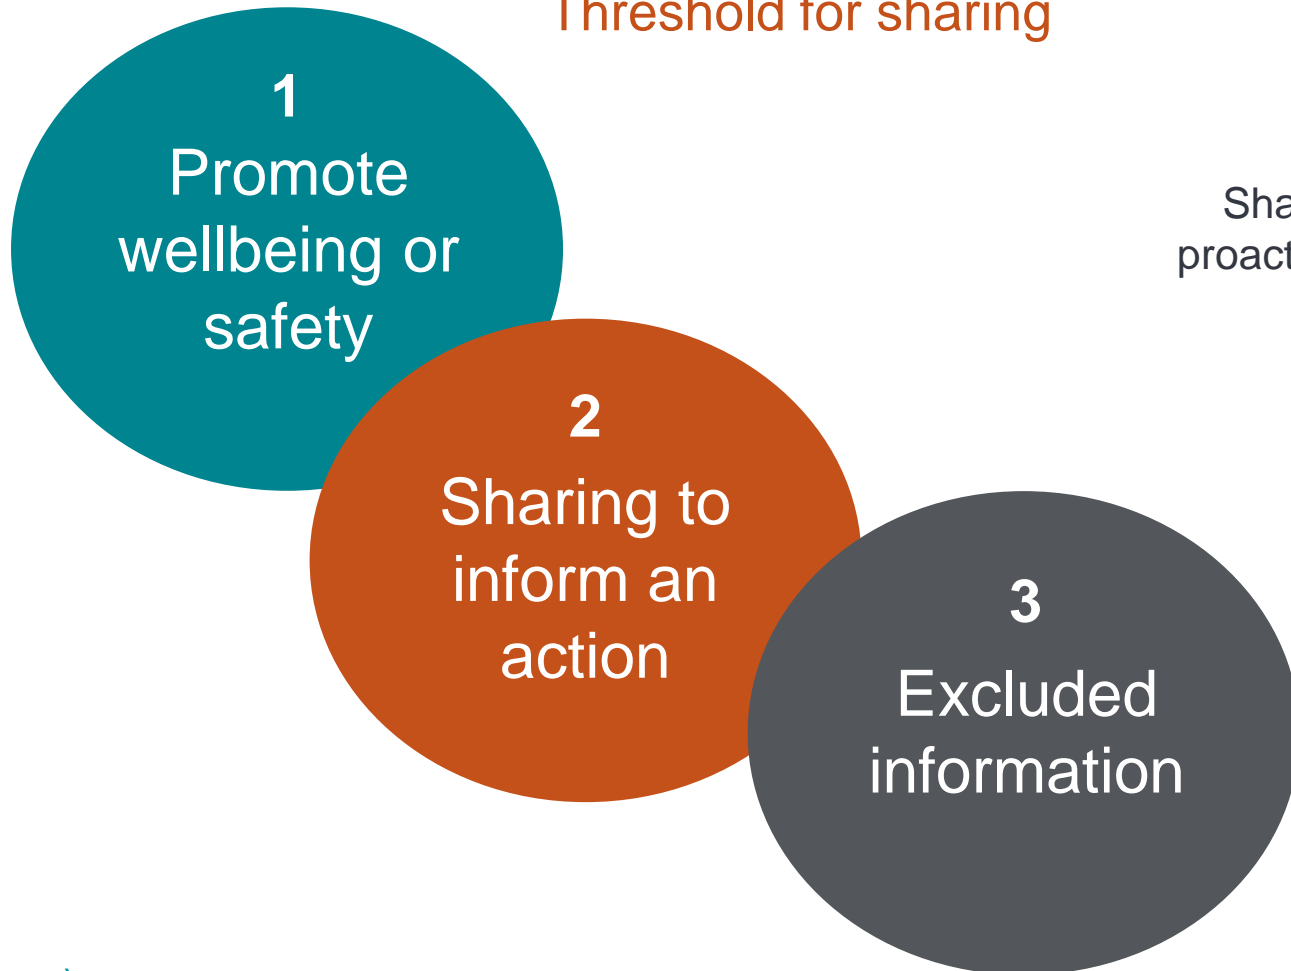 Threshold for sharing
1
Promote
wellbeing or
safety
2
Sharing to
inform an
action
3
Excluded
information